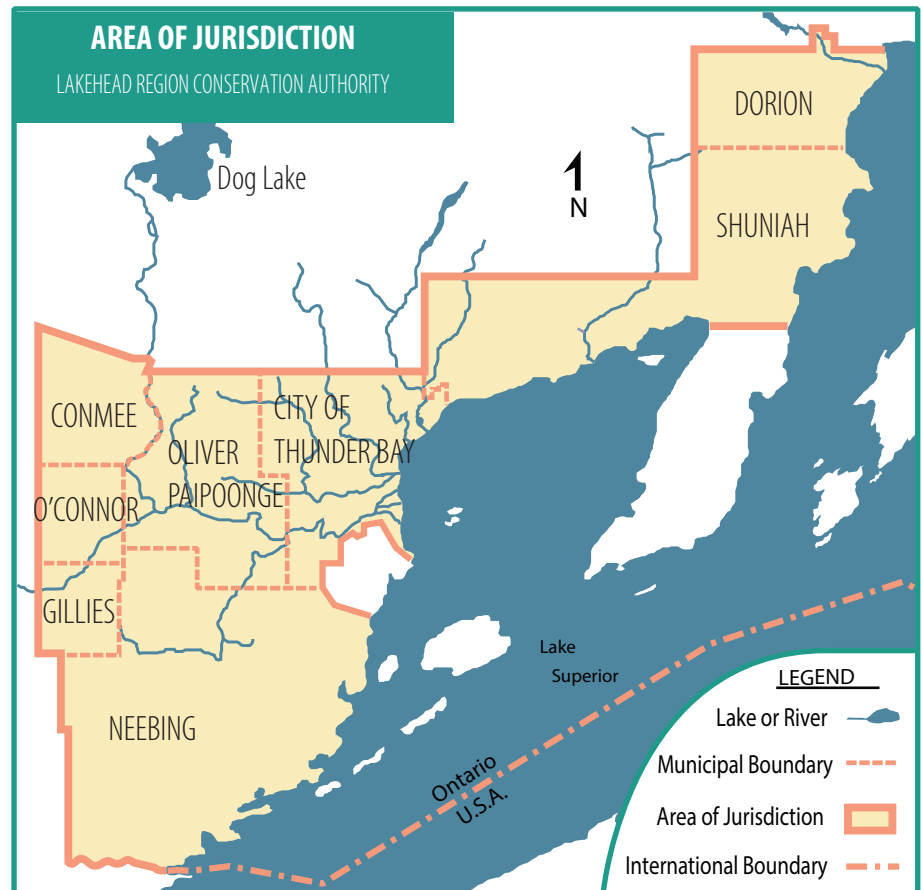 AREA OF JURISDICTION
LAKEHEAD REGION CONSERVATION AUTHORITY
DORION
Dog Lake
N
SHUNIAH
CONMEE
CITY OF
THUNDER BAY
OLIVER
PAIPOONGE
O'CONNOR
GILLIES
NEEBING
Lake
Superior
Ontario
U.S.A.
LEGEND
Lake or River
Municipal Boundary
Area of Jurisdiction
International Boundary